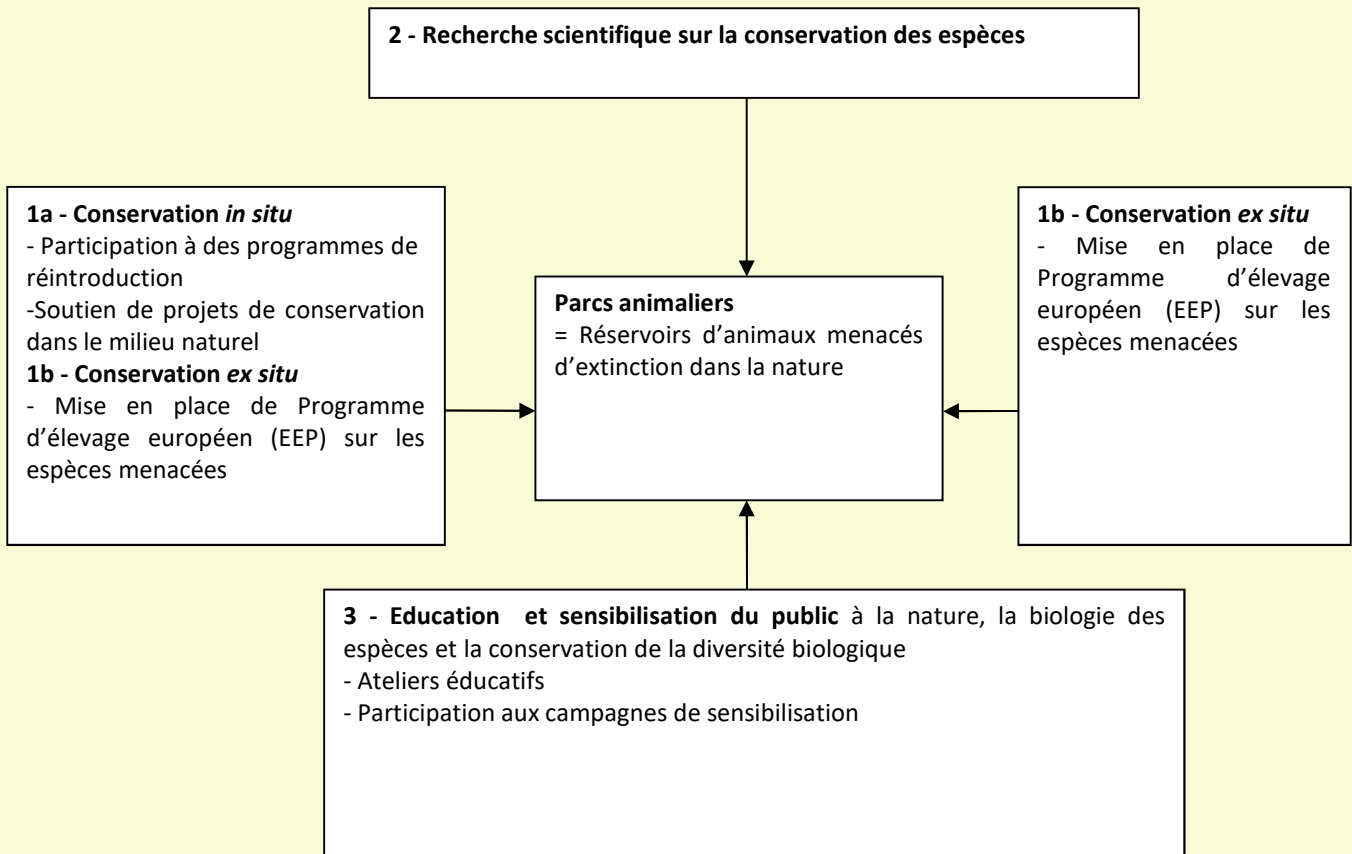 2 - Recherche scientifique sur la conservation des espèces
1a - Conservation in situ
- Participation à des programmes de
réintroduction
-Soutien de projets de conservation
dans le milieu naturel
1b - Conservation ex situ
- Mise en place de Programme
d’élevage européen (EEP) sur les
espèces menacées
Parcs animaliers
= Réservoirs d’animaux menacés
d’extinction dans la nature
1b - Conservation ex situ
- Mise en place de
Programme d’élevage
européen (EEP) sur les
espèces menacées
3 - Education et sensibilisation du public à la nature, la biologie des
espèces et la conservation de la diversité biologique
- Ateliers éducatifs
- Participation aux campagnes de sensibilisation